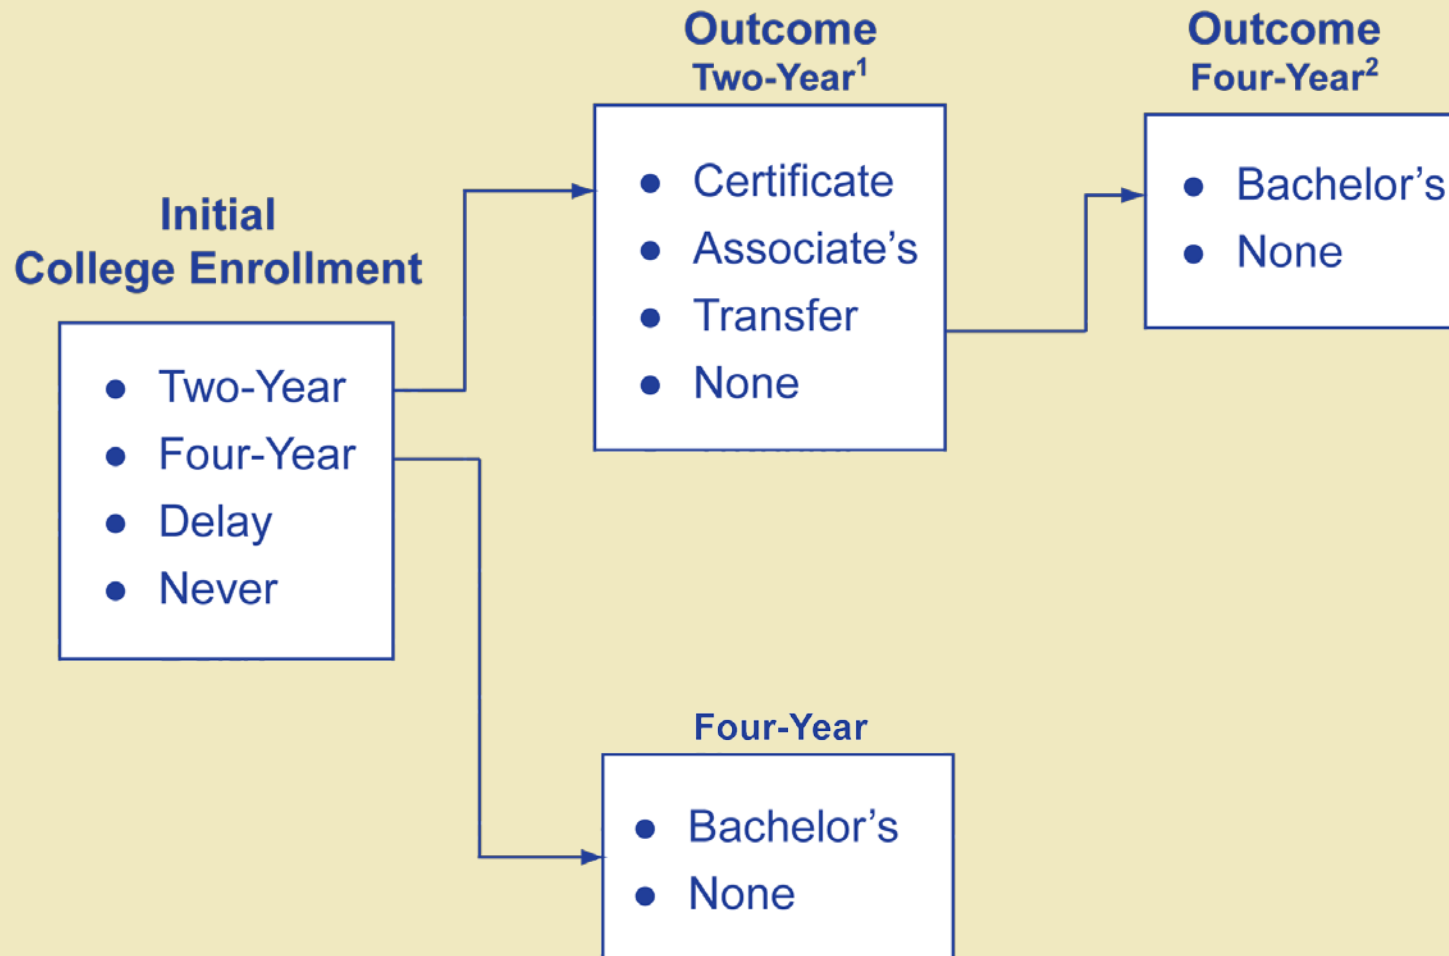 Initial
College Enrollment
• Two-Year
• Four-Year
• Delay
• Never
Outcome
Two-Year¹
• Certificate
• Associate’s
• Transfer
• None
Outcome
Four-Year²
• Bachelor’s
• None
Four-Year
• Bachelor’s
• None